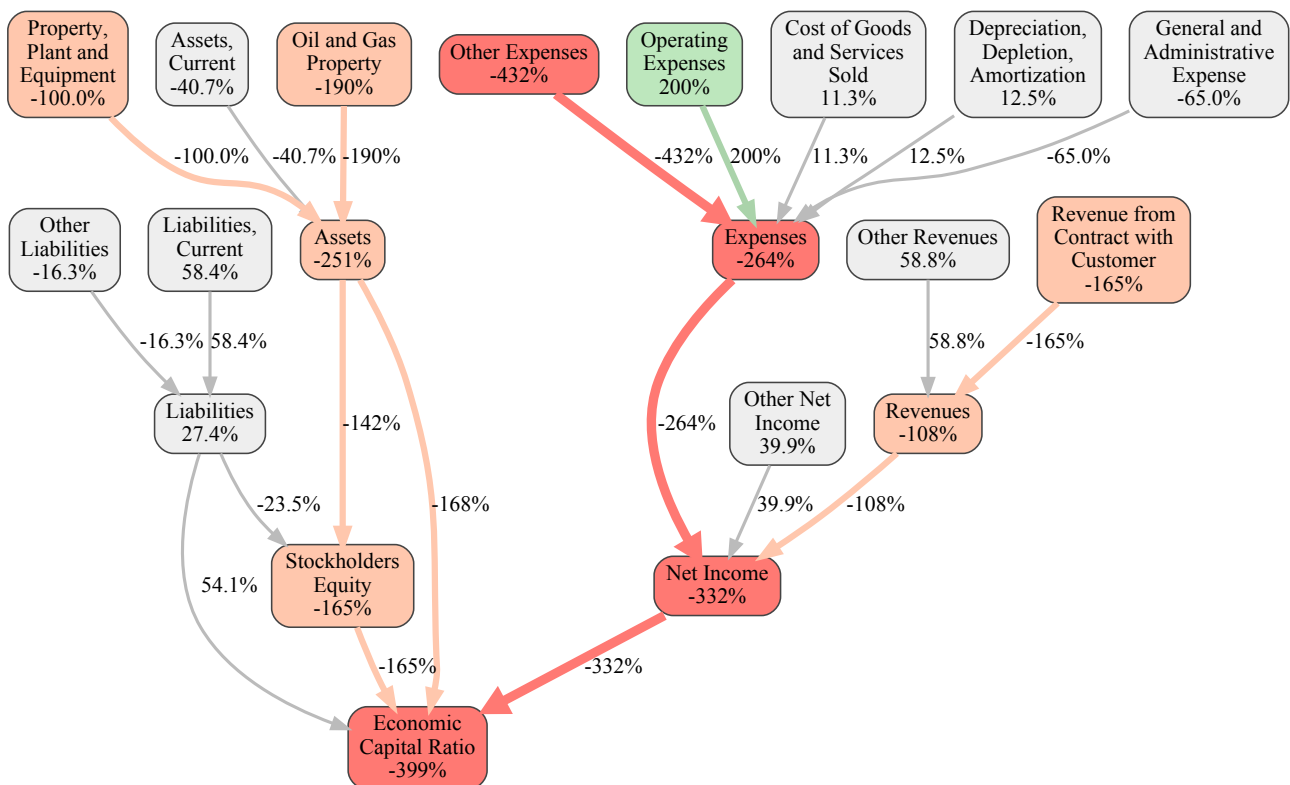 Property,
Plant and
Equipment
-100.0%
Assets,
Current
-40.7%
Oil and Gas
Property
-190%
Other Expenses
-432%
Operating
Expenses
200%
Cost of Goods
and Services
Sold
11.3%
Depreciation,
Depletion,
Amortization
12.5%
General and
Administrative
Expense
-65.0%
-100.0%
-40.7%
-190%
-432%
200%
11.3%
12.5%
-65.0%
Other
Liabilities
-16.3%
Liabilities,
Current
58.4%
Assets
-251%
Expenses
-264%
Other Revenues
58.8%
Revenue from
Contract with
Customer
-165%
-16.3%
58.4%
-142%
-168%
-264%
58.8%
-165%
Liabilities
27.4%
Other Net
Income
39.9%
Revenues
-108%
-23.5%
54.1%
39.9%
-108%
Stockholders
Equity
-165%
Net Income
-332%
-165%
-332%
Economic
Capital Ratio
-399%